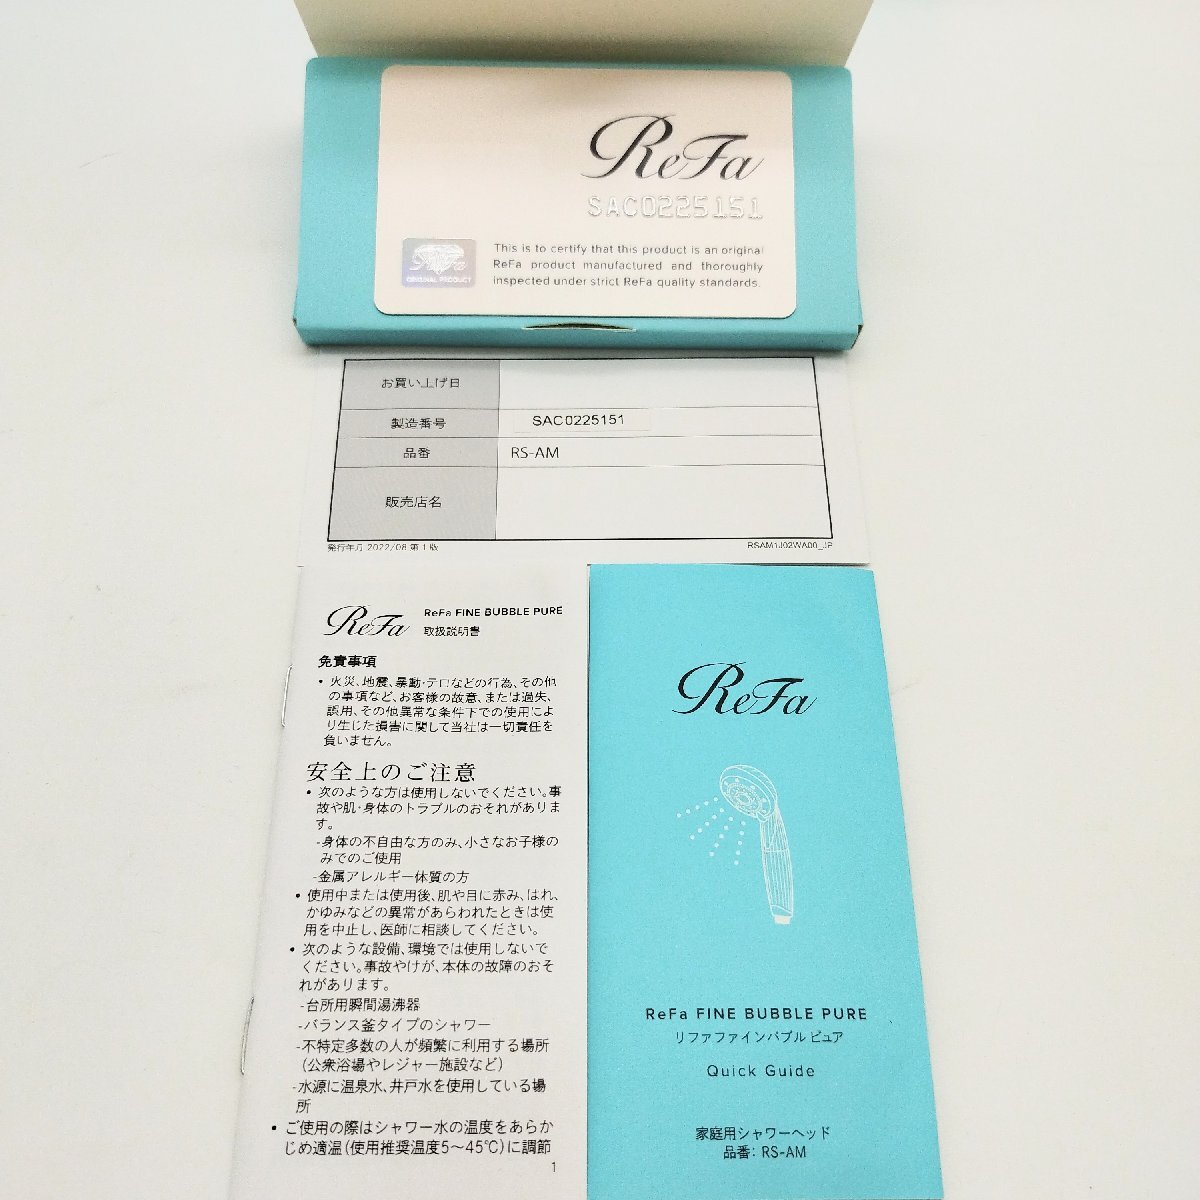 ReFa
SAC0225151
This is to certify that this product is an original
ReFa product manufactured and thoroughly
inspected under strict ReFa quality standards.
ReFa
ORIGINAL PRODUCT
お買い上げ日
製造番号 SAC0225151
品番 RS-AM
販売店名
発行年月 2022/08 第1版
RSAM1J02WA00_JP
ReFa
ReFa FINE BUBBLE PURE
取扱説明書
免責事項
• 火災、地震、暴動・テロなどの行為、その他
の事項など、お客様の故意、または過失、
誤用、その他異常な条件下での使用によ
り生じた損害に関して当社は一切責任を
負いません。
安全上のご注意
• 次のような方は使用しないでください。事
故や肌・身体のトラブルのおそれがありま
す。
-身体の不自由な方のみ、小さなお子様の
みでのご使用
-金属アレルギー体質の方
• 使用中または使用後、肌や目に赤み、はれ、
かゆみなどの異常があらわれたときは使
用を中止し、医師に相談してください。
• 次のような設備、環境では使用しないで
ください。事故やけが、本体の故障のおそ
れがあります。
-台所用瞬間湯沸器
-バランス釜タイプのシャワー
-不特定多数の人が頻繁に利用する場所
（公衆浴場やレジャー施設など）
-水源に温泉水、井戸水を使用している場
所
• ご使用の際はシャワー水の温度をあらか
じめ適温（使用推奨温度5～45℃）に調節
1
ReFa
ReFa FINE BUBBLE PURE
リファファインバブル ピュア
Quick Guide
家庭用シャワーヘッド
品番: RS-AM